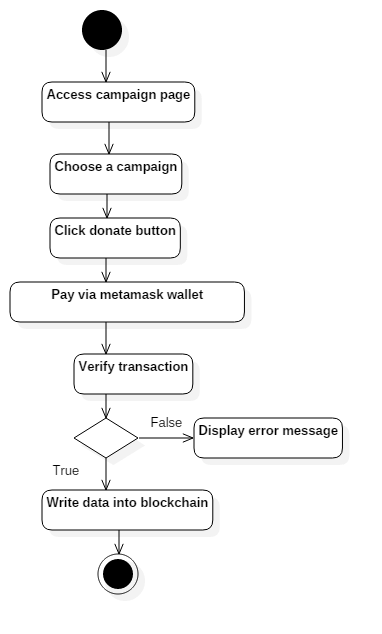 Access campaign page
Choose a campaign
Click donate button
Pay via metamask wallet
Verify transaction
False
Display error message
True
Write data into blockchain